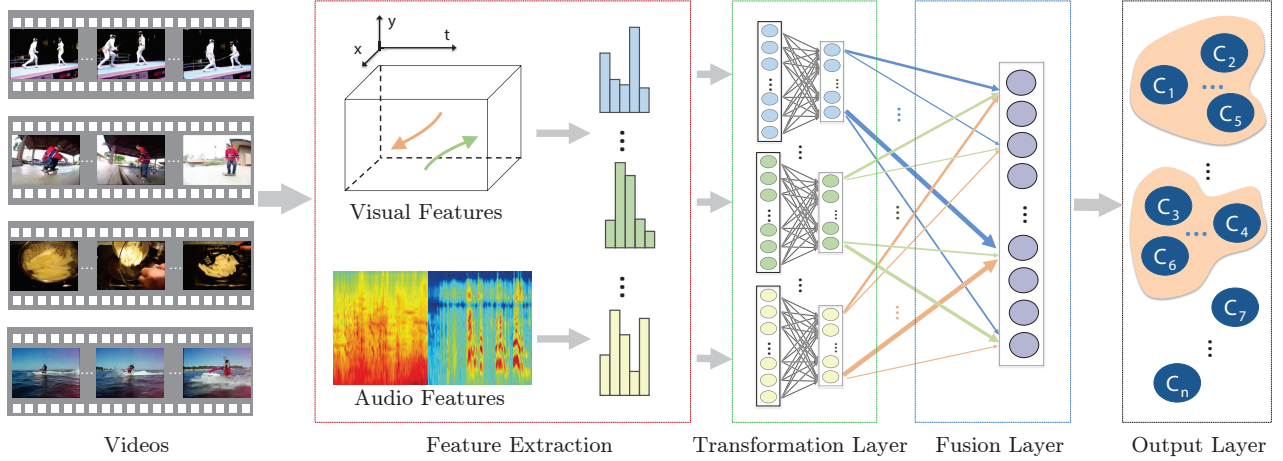 y
x
t
Visual Features
Audio Features
C1
C2
C5
C3
C4
C6
C7
Cn
Videos
Feature Extraction
Transformation Layer
Fusion Layer
Output Layer